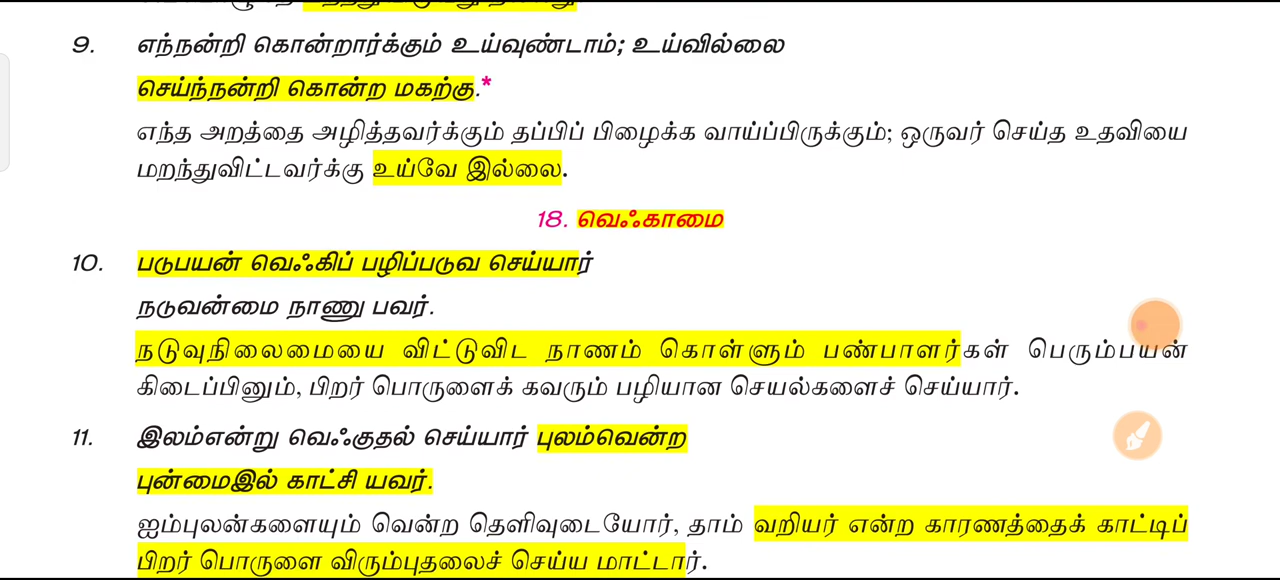 9. எந்நன்றி கொன்றார்க்கும் உய்வுண்டாம்; உய்வில்லை
செய்ந்நன்றி கொன்ற மகற்கு.*
எந்த அறத்தை அழித்தவர்க்கும் தப்பிப் பிழைக்க வாய்ப்பிருக்கும்; ஒருவர் செய்த உதவியை
மறந்துவிட்டவர்க்கு உய்வே இல்லை.
18. வெஃகாமை
10. படுபயன் வெஃகிப் பழிப்படுவ செய்யார்
நடுவன்மை நாணு பவர்.
நடுவுநிலைமையை விட்டுவிட நாணம் கொள்ளும் பண்பாளர்கள் பெரும்பயன்
கிடைப்பினும், பிறர் பொருளைக் கவரும் பழியான செயல்களைச் செய்யார்.
11. இலம்என்று வெஃகுதல் செய்யார் புலம்வென்ற
புன்மைஇல் காட்சி யவர்.
ஐம்புலன்களையும் வென்ற தெளிவுடையோர், தாம் வறியர் என்ற காரணத்தைக் காட்டிப்
பிறர் பொருளை விரும்புதலைச் செய்ய மாட்டார்.